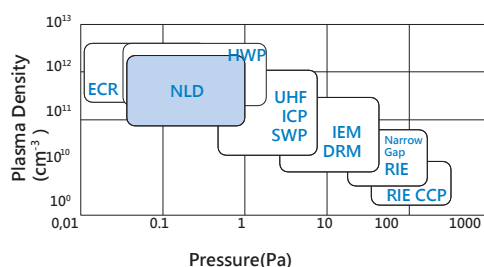 Plasma Density
(cm-3)
10¹³
10¹²
10¹¹
10¹⁰
10⁰
ECR
NLD
HWP
UHF
ICP
SWP
IEM
DRM
Narrow
Gap
RIE
RIE CCP
0,01 0.1 1 10 100 1000
Pressure(Pa)